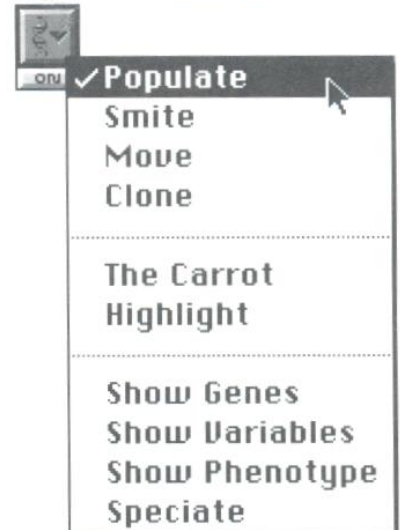 ON
✓Populate
Smite
Move
Clone
The Carrot
Highlight
Show Genes
Show Variables
Show Phenotype
Speciate